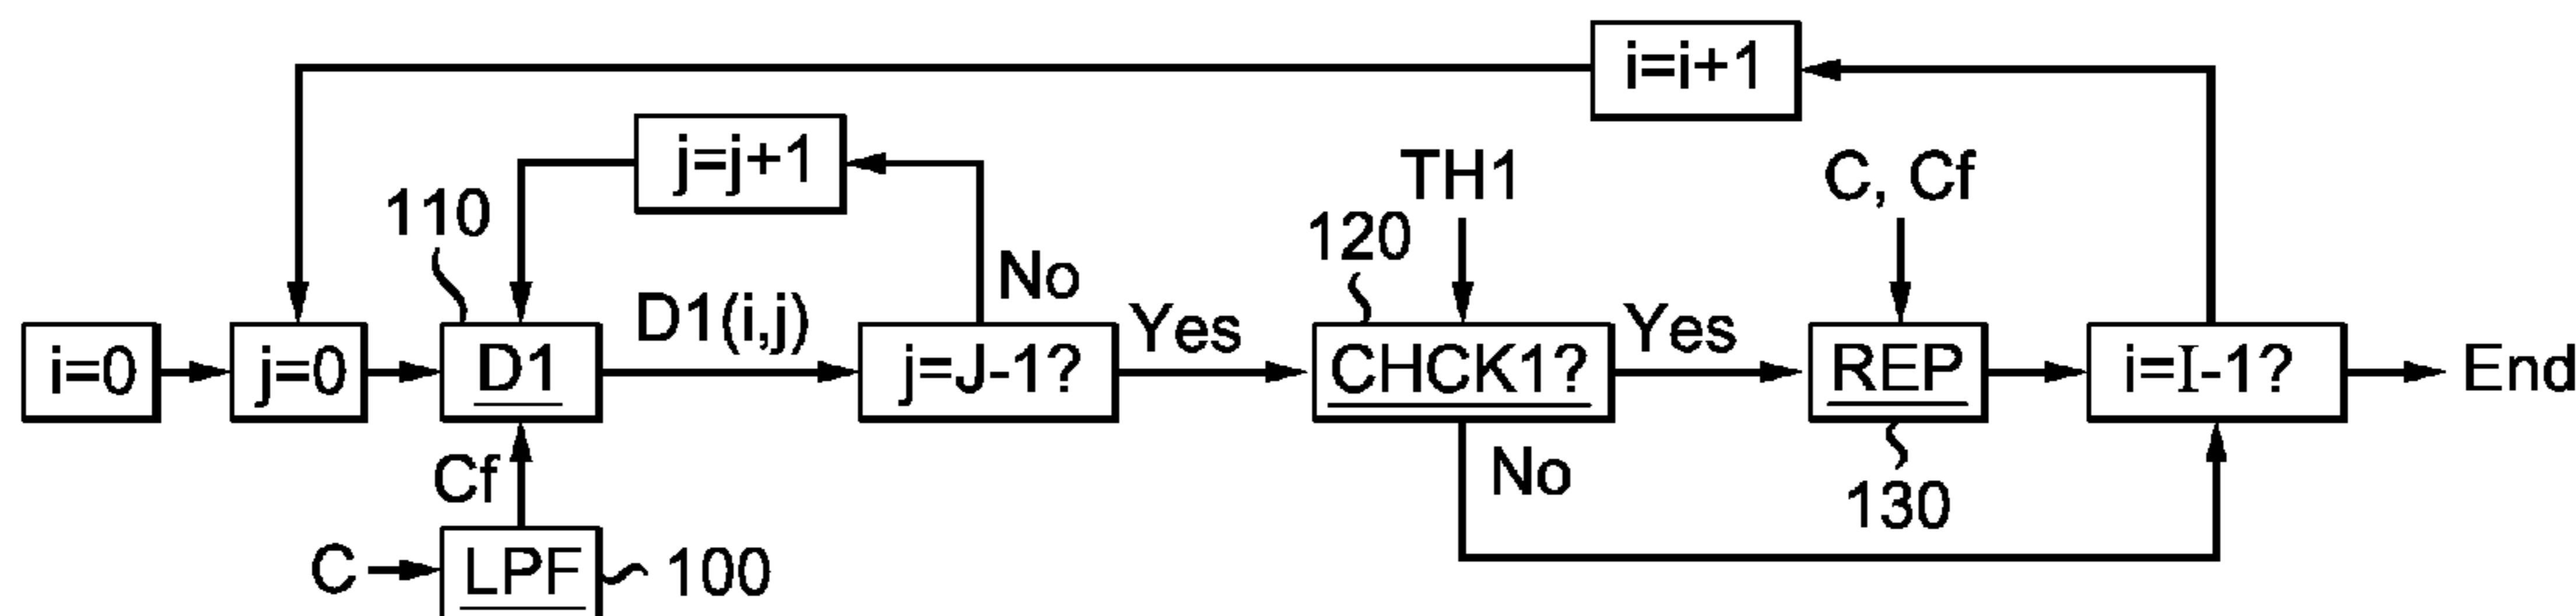 i=i+1
j=j+1
TH1
C, Cf
110
120
No
D1(i,j)
Yes
Yes
i=0
j=0
D1
j=J-1?
CHCK1?
REP
i=I-1?
End
Cf
No
130
C
LPF
100